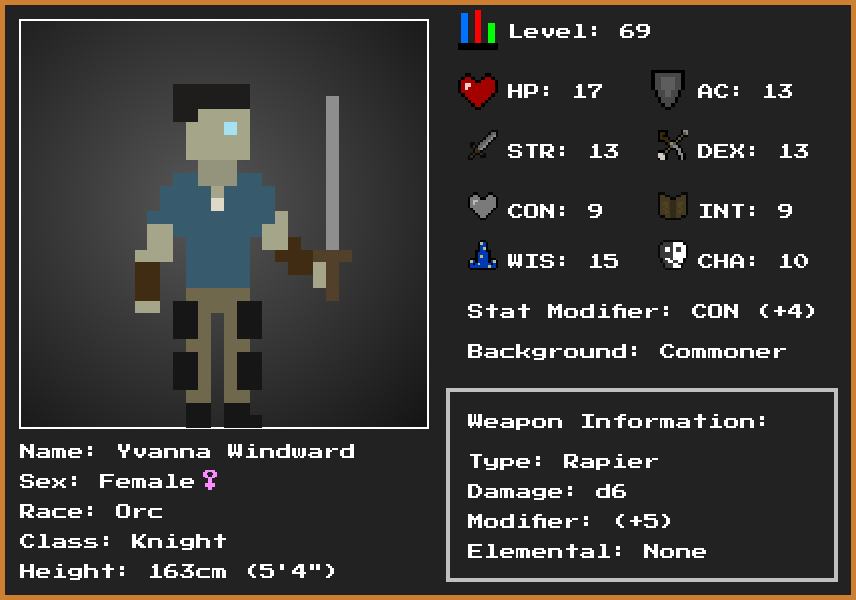 Level: 69
HP: 17
AC: 13
STR: 13
DEX: 13
CON: 9
INT: 9
WIS: 15
CHA: 10
Stat Modifier: CON (+4)
Background: Commoner
Weapon Information:
Type: Rapier
Damage: d6
Modifier: (+5)
Elemental: None
Name: Yvanna Windward
Sex: Female♀
Race: Orc
Class: Knight
Height: 163cm (5'4")